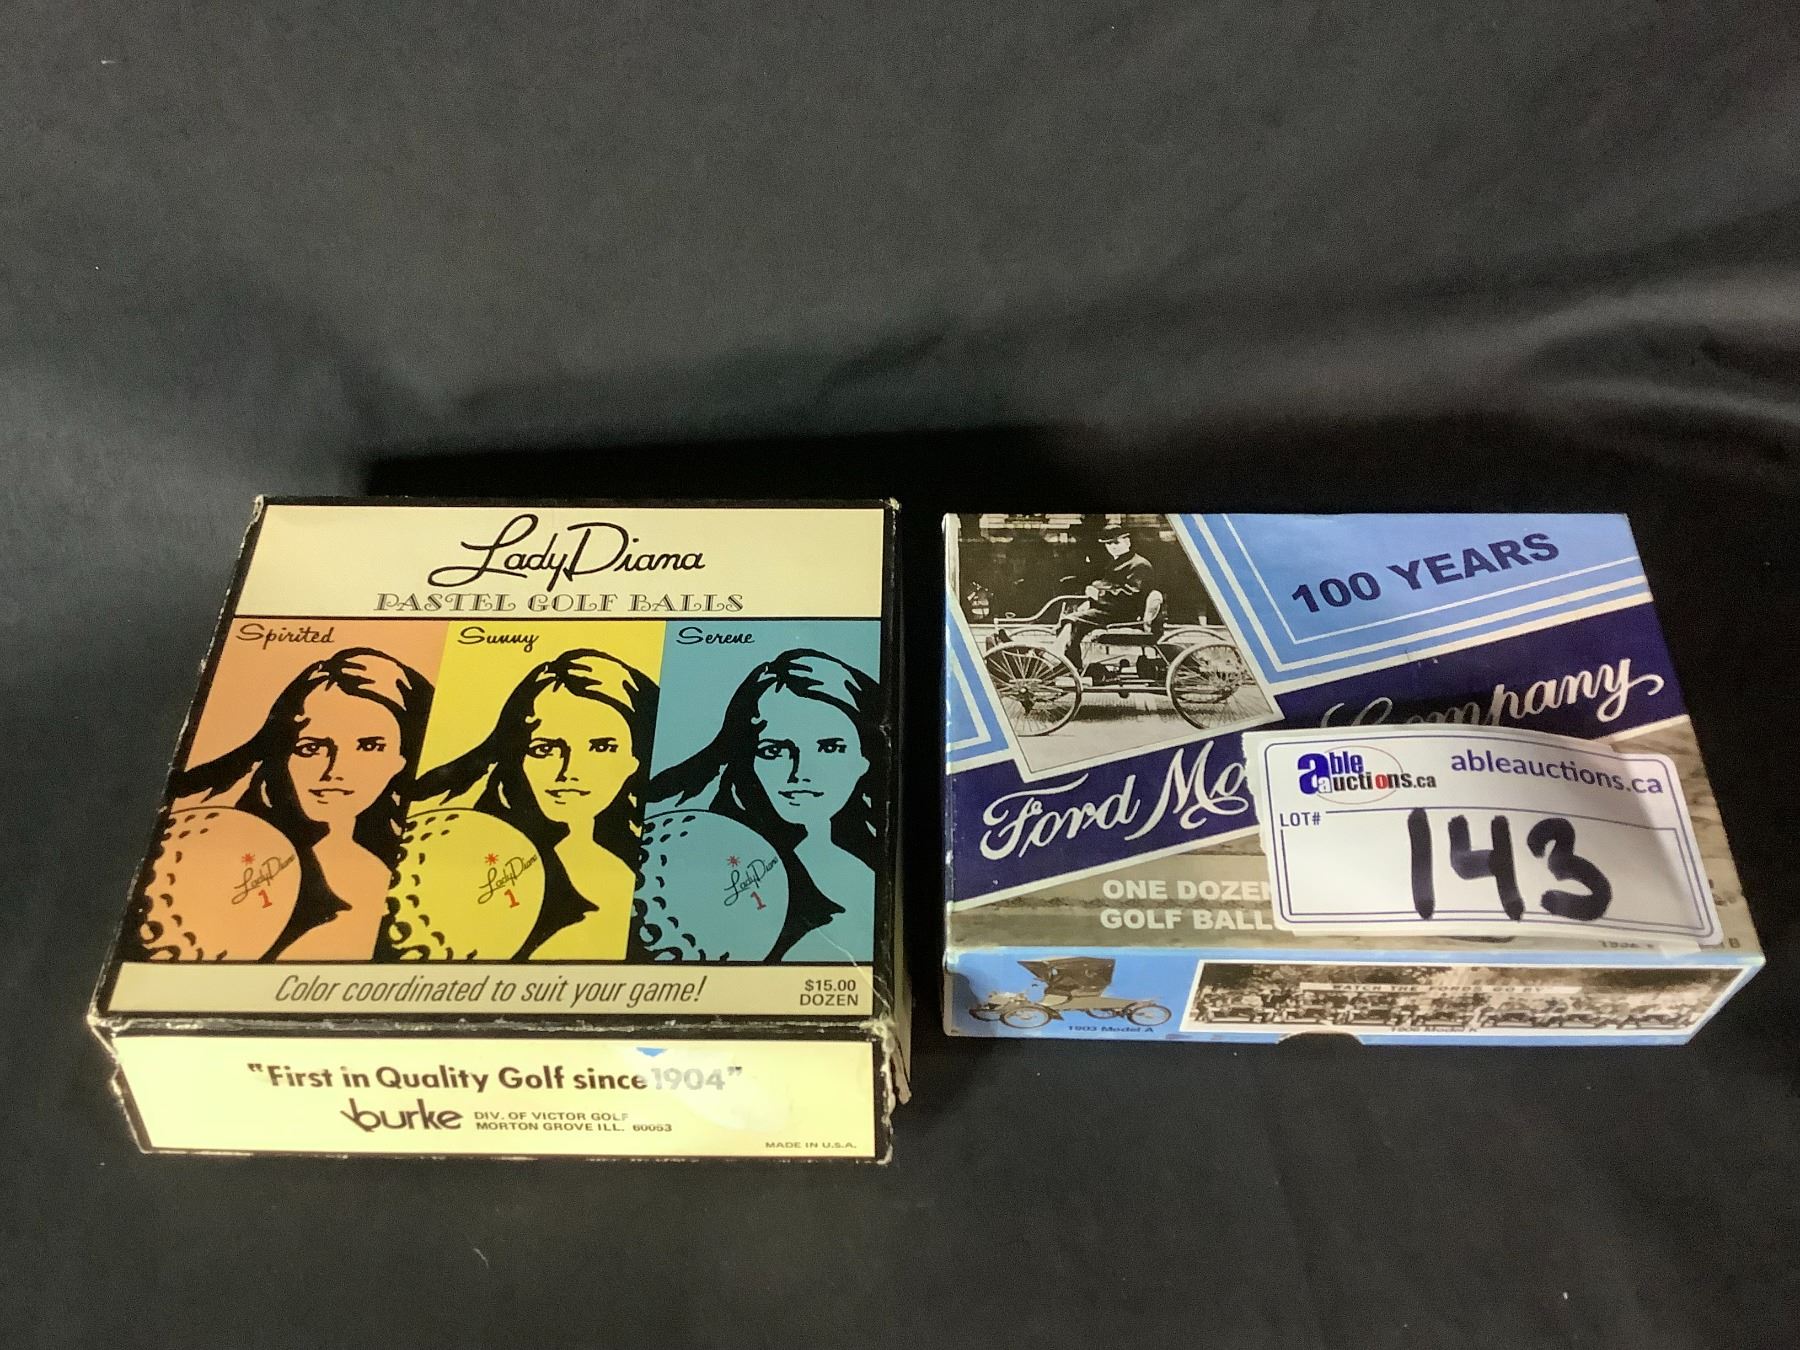 Lady Diana
PASTEL GOLF BALLS
Spirited
Sunny
Serene
Lady Diana
1
Lady Diana
1
Lady Diana
1
Color coordinated to suit your game!
$15.00
DOZEN
"First in Quality Golf since 1904"
burke
DIV. OF VICTOR GOLF
MORTON GROVE ILL. 60053
MADE IN U.S.A.
100 YEARS
Ford Mo
Company
ONE DOZEN
GOLF BALL
able
auctions.ca
ableauctions.ca
LOT#
143
1903 Model A
WATCH THE FORDS GO BY
Model K